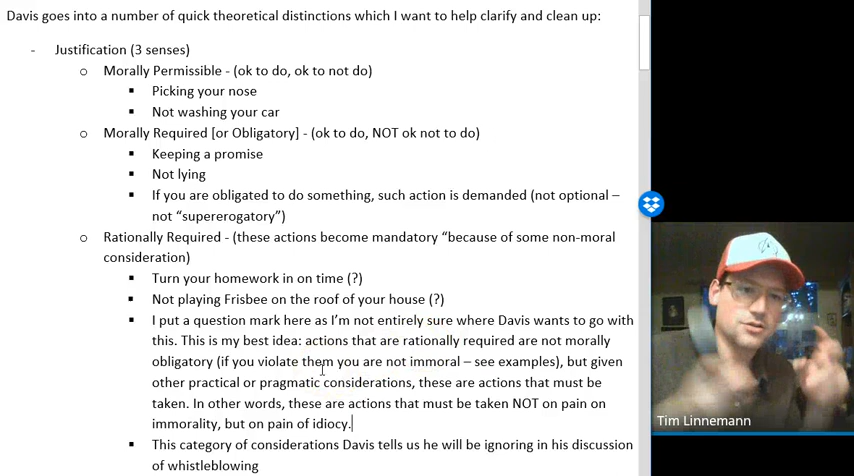 Davis goes into a number of quick theoretical distinctions which I want to help clarify and clean up:
- Justification (3 senses)
o Morally Permissible - (ok to do, ok to not do)
▪ Picking your nose
▪ Not washing your car
o Morally Required [or Obligatory] - (ok to do, NOT ok not to do)
▪ Keeping a promise
▪ Not lying
▪ If you are obligated to do something, such action is demanded (not optional –
not “supererogatory”)
o Rationally Required - (these actions become mandatory “because of some non-moral
consideration)
▪ Turn your homework in on time (?)
▪ Not playing Frisbee on the roof of your house (?)
▪ I put a question mark here as I’m not entirely sure where Davis wants to go with
this. This is my best idea: actions that are rationally required are not morally
obligatory (if you violate them you are not immoral – see examples), but given
other practical or pragmatic considerations, these are actions that must be
taken. In other words, these are actions that must be taken NOT on pain on
immorality, but on pain of idiocy.
▪ This category of considerations Davis tells us he will be ignoring in his discussion
of whistleblowing
Tim Linnemann